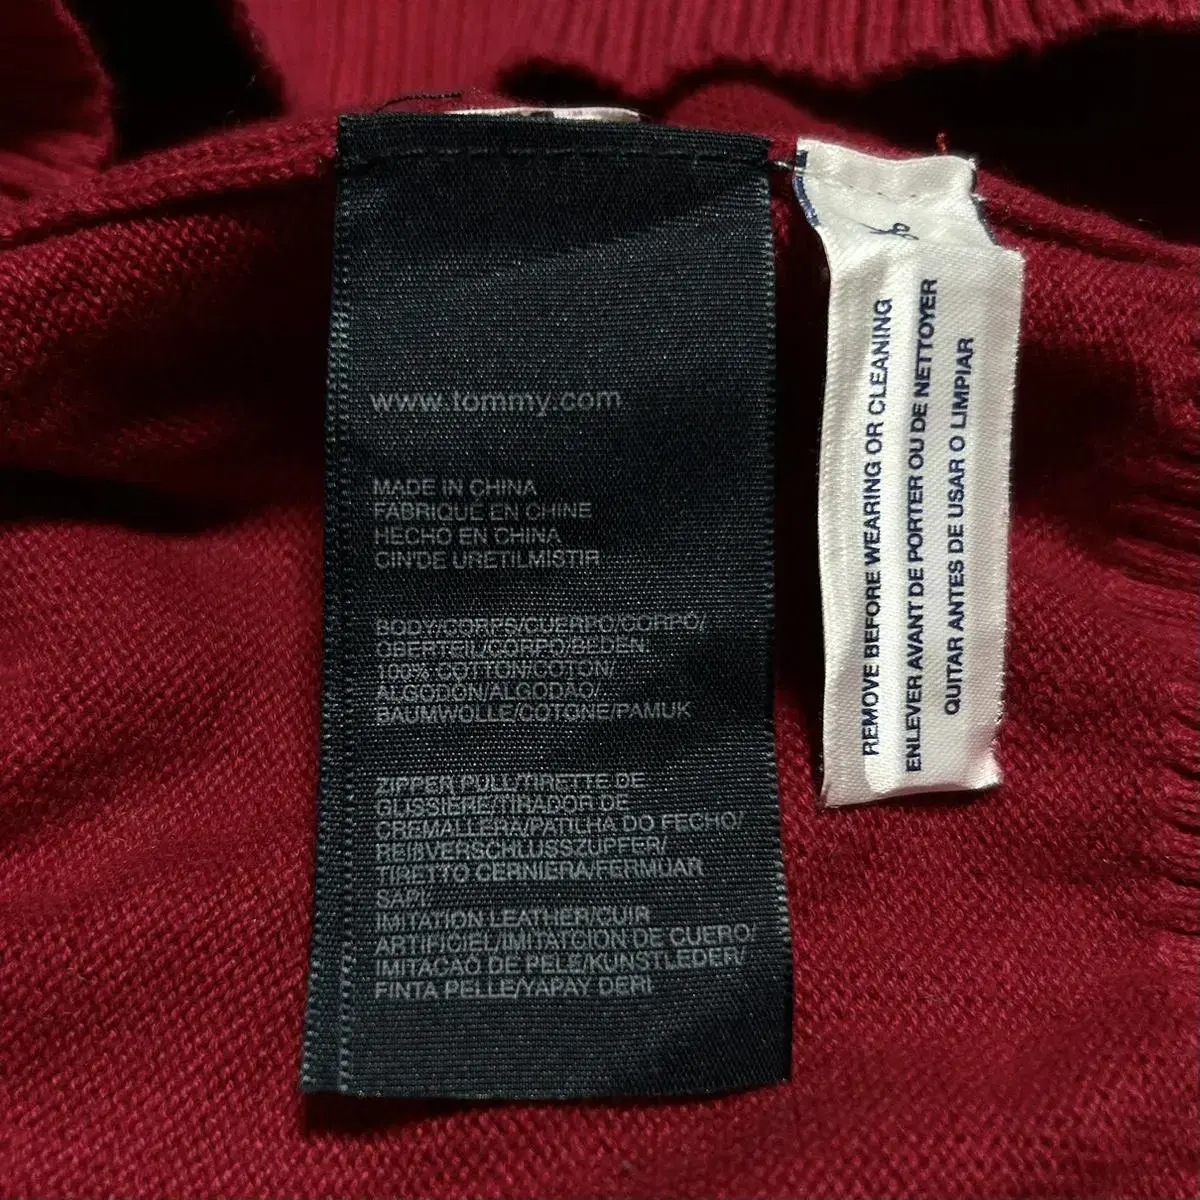 www.tommy.com
MADE IN CHINA
FABRIQUE EN CHINE
HECHO EN CHINA
CIN'DE URETILMISTIR
BODY/CORPS/CUERPO/CORPO/
OBERTEIL/CORPO/BEDEN:
100% COTTON/COTON/
ALGODON/ALGODAO/
BAUMWOLLE/COTONE/PAMUK
ZIPPER PULL/TIRETTE DE
GLISSIERE/TIRADOR DE
CREMALLERA/PATILHA DO FECHO/
REIßVERSCHLUSSZUPFER/
TIRETTO CERNIERA/FERMUAR
SAPI:
IMITATION LEATHER/CUIR
ARTIFICIEL/IMITATCION DE CUERO/
IMITACAO DE PELE/KUNSTLEDER/
FINTA PELLE/YAPAY DERI
REMOVE BEFORE WEARING OR CLEANING
ENLEVER AVANT DE PORTER OU DE NETTOYER
QUITAR ANTES DE USAR O LIMPIAR